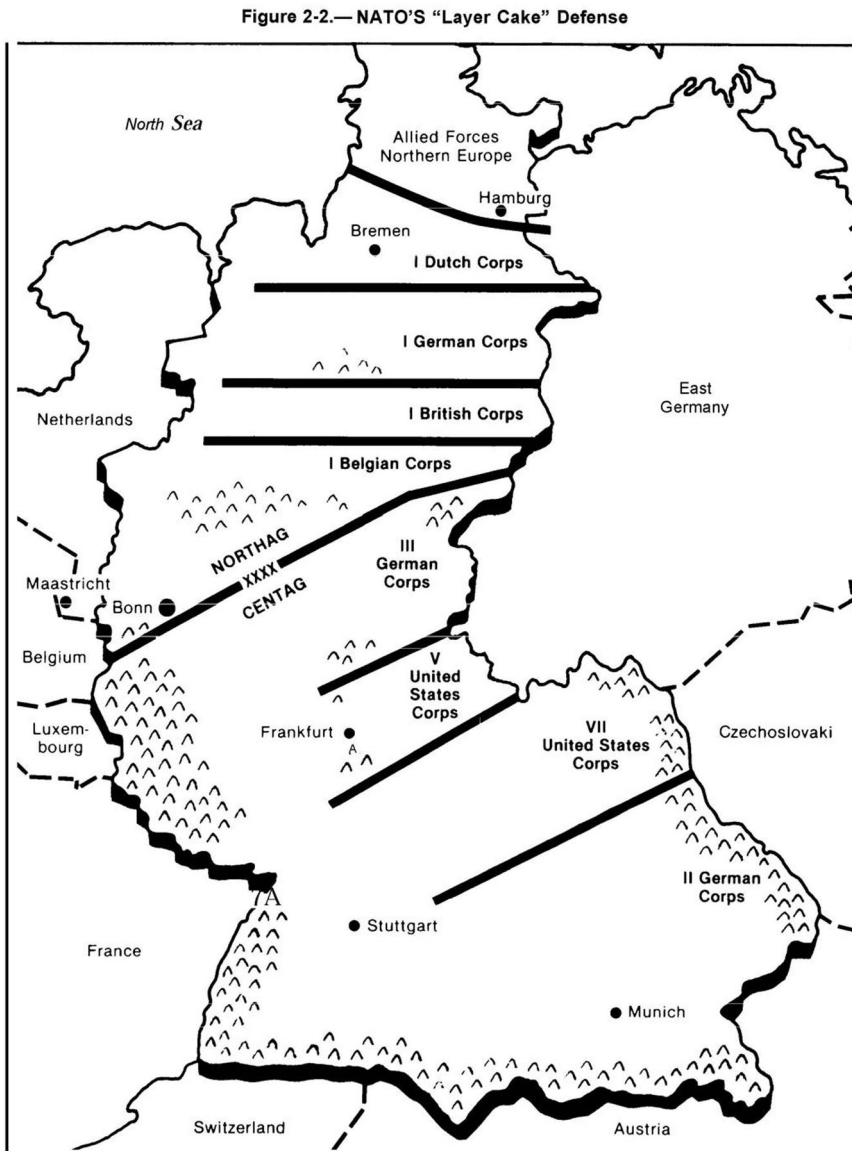 Figure 2-2.— NATO'S “Layer Cake” Defense
North Sea
Allied Forces
Northern Europe
Hamburg
Bremen
I Dutch Corps
I German Corps
East
Germany
I British Corps
Netherlands
I Belgian Corps
NORTHAG
XXXX
CENTAG
III
German
Corps
Maastricht
Bonn
Belgium
V
United
States
Corps
Luxem-
bourg
Frankfurt
A
VII
United States
Corps
Czechoslovaki
II German
Corps
7A
Stuttgart
France
Munich
Switzerland
Austria